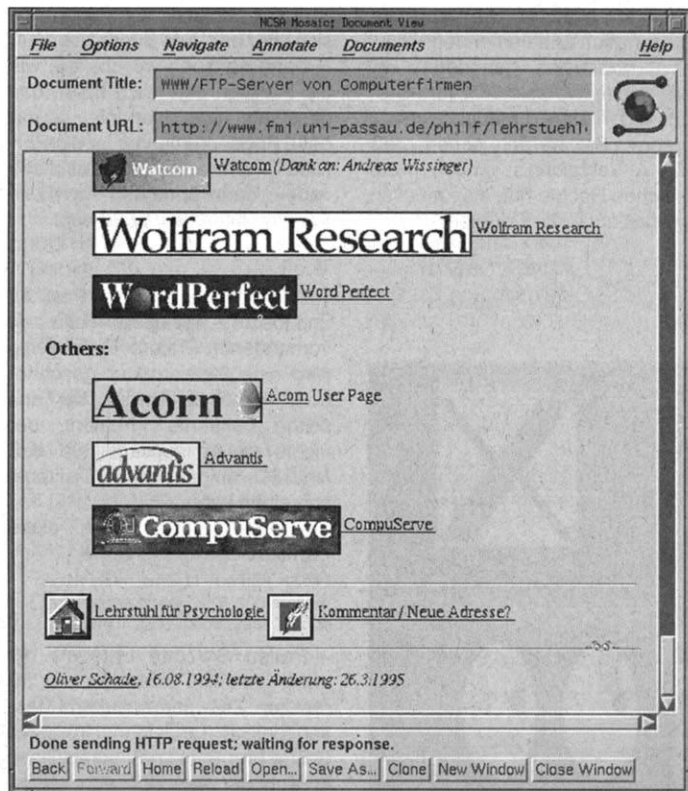 NCSA Mosaic: Document View
File Options Navigate Annotate Documents Help
Document Title: WWW/FTP-Server von Computerfirmen
Document URL: http://www.fmi.uni-passau.de/philf/lehrstuehl
Watcom Watcom (Dank an: Andreas Wissinger)
Wolfram Research Wolfram Research
WordPerfect Word Perfect
Others:
Acorn Acorn User Page
advantis Advantis
CompuServe CompuServe
Lehrstuhl für Psychologie Kommentar / Neue Adresse?
Oliver Schade, 16.08.1994; letzte Änderung: 26.3.1995
Done sending HTTP request; waiting for response.
Back Forward Home Reload Open... Save As... Clone New Window Close Window